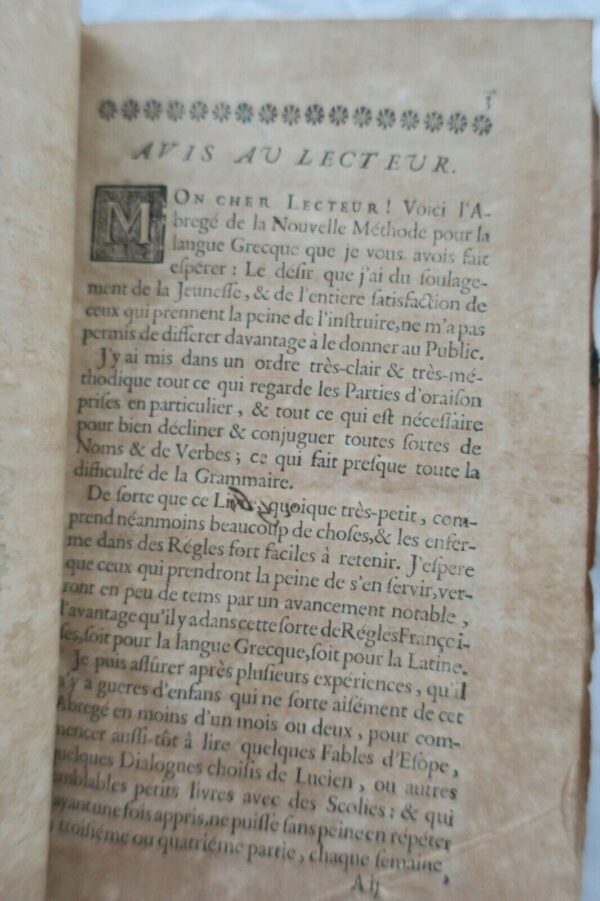 3
AVIS AU LECTEUR.
MON CHER LECTEUR! Voici l'A-
bregé de la Nouvelle Méthode pour la
langue Grecque que je vous avois fait
eſpérer : Le déſir que j'ai du ſoulage-
ment de la Jeuneſſe, & de l'entiere ſatisfaction de
ceux qui prennent la peine de l'inſtruire, ne m'a pas
permis de differer davantage à le donner au Public.
J'y ai mis dans un ordre très-clair & très-mé-
thodique tout ce qui regarde les Parties d'oraiſon
priſes en particulier, & tout ce qui eſt néceſſaire
pour bien décliner & conjuguer toutes ſortes de
Noms & de Verbes ; ce qui fait preſque toute la
difficulté de la Grammaire.
De ſorte que ce Livre, quoique très-petit, com-
prend néanmoins beaucoup de choſes, & les enfer-
me dans des Régles fort faciles à retenir. J'eſpere
que ceux qui prendront la peine de s'en ſervir, ver-
ront en peu de tems par un avancement notable,
l'avantage qu'il y a dans cette ſorte de Régles Françoi-
ſes, ſoit pour la langue Grecque, ſoit pour la Latine.
Je puis aſſûrer après pluſieurs expériences, qu'il
n'y a gueres d'enfans qui ne ſorte aiſément de cet
Abregé en moins d'un mois ou deux, pour com-
mencer auſſi-tôt à lire quelques Fables d'Eſope,
quelques Dialognes choiſis de Lucien, ou autres
ſemblables petits livres avec des Scolies : & qui
ayant une fois appris, ne puiſſe ſans peine en répéter
troiſiéme ou quatriéme partie, chaque ſemaine,
A ij